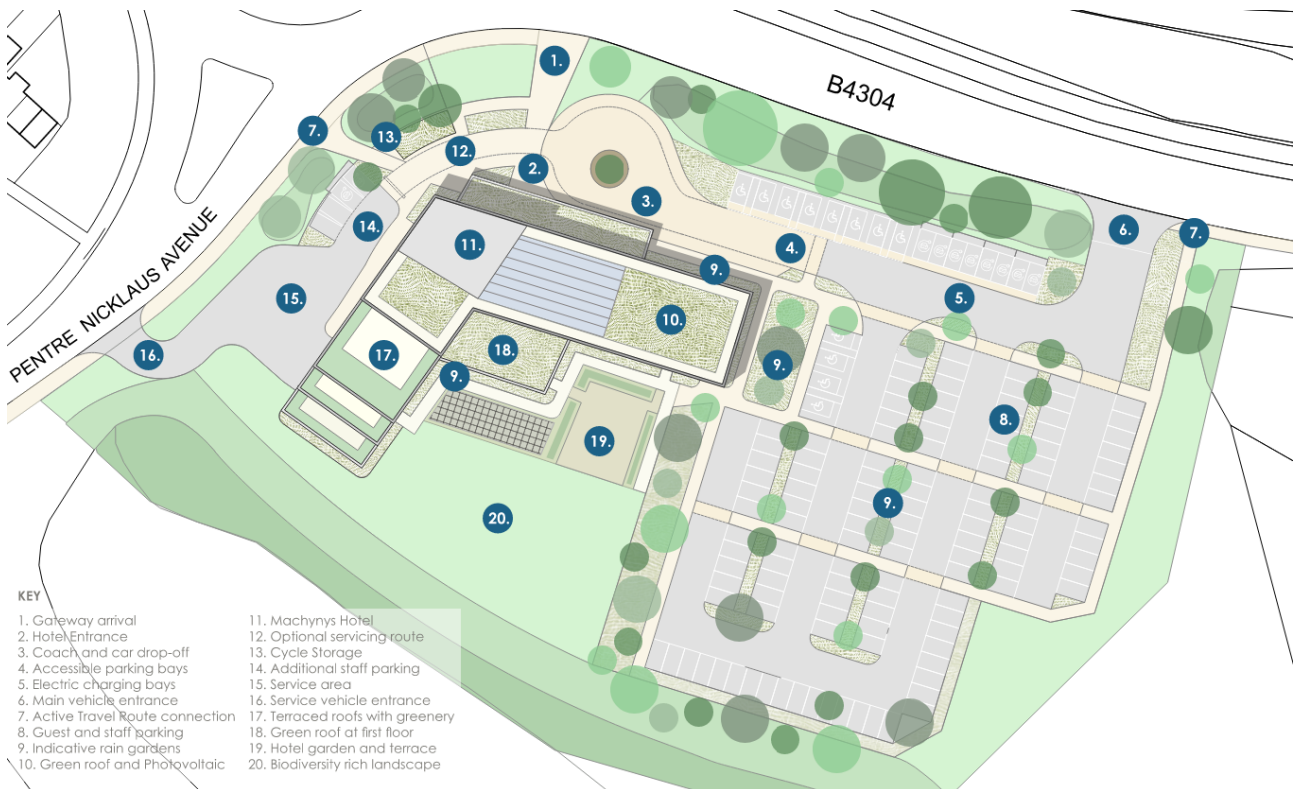 1.
B4304
7.
13.
12.
2.
3.
14.
11.
4.
6.
7.
9.
15.
5.
10.
PENTRE NICKLAUS AVENUE
16.
17.
18.
9.
9.
8.
19.
9.
20.
KEY
1. Gateway arrival
2. Hotel Entrance
3. Coach and car drop-off
4. Accessible parking bays
5. Electric charging bays
6. Main vehicle entrance
7. Active Travel Route connection
8. Guest and staff parking
9. Indicative rain gardens
10. Green roof and Photovoltaic
11. Machynys Hotel
12. Optional servicing route
13. Cycle Storage
14. Additional staff parking
15. Service area
16. Service vehicle entrance
17. Terraced roofs with greenery
18. Green roof at first floor
19. Hotel garden and terrace
20. Biodiversity rich landscape